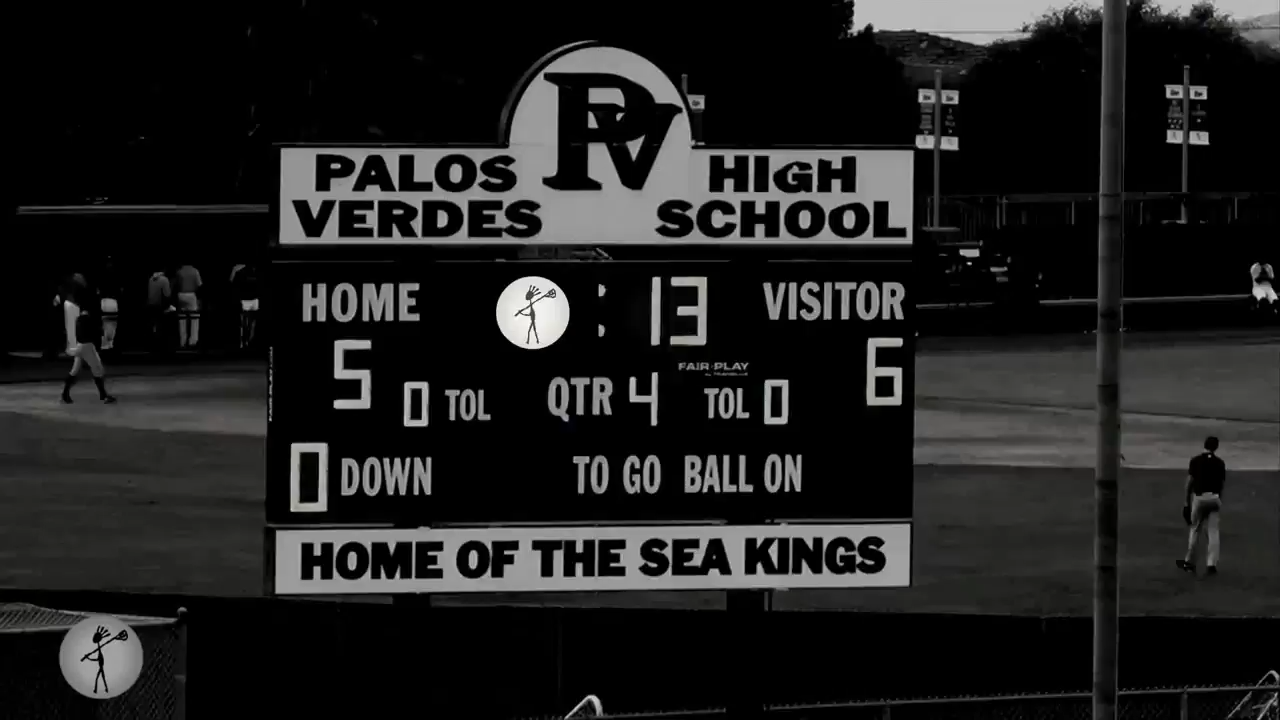 PV
PALOS HIGH
VERDES SCHOOL
HOME : 13 VISITOR
FAIR-PLAY
5 0 TOL QTR 4 TOL 0 6
0 DOWN TO GO BALL ON
HOME OF THE SEA KINGS